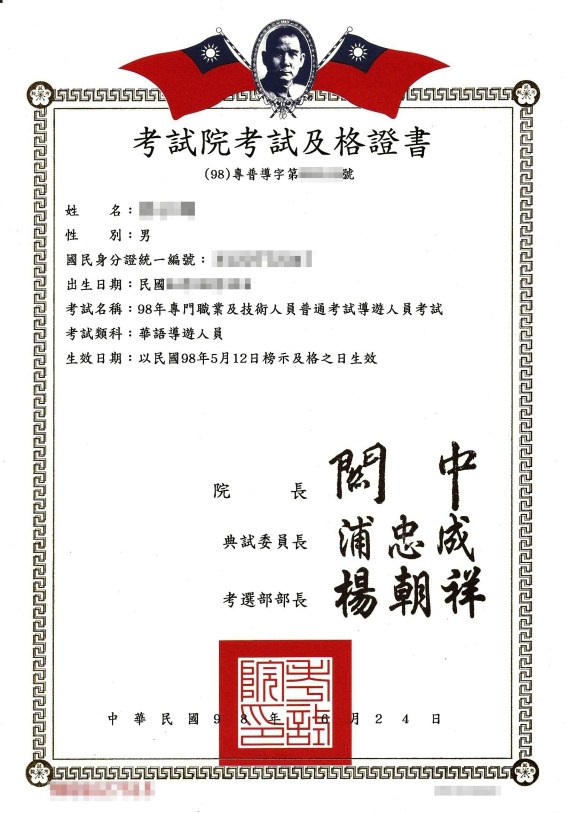 考試院考試及格證書
(98)專普導字第 號
姓 名：
性 別：男
國民身分證統一編號：
出生日期：民國
考試名稱：98年專門職業及技術人員普通考試導遊人員考試
考試類科：華語導遊人員
生效日期：以民國98年5月12日榜示及格之日生效
院 長 關 中
典試委員長 浦忠成
考選部部長 楊朝祥
考試院印
中華民國98年6月24日